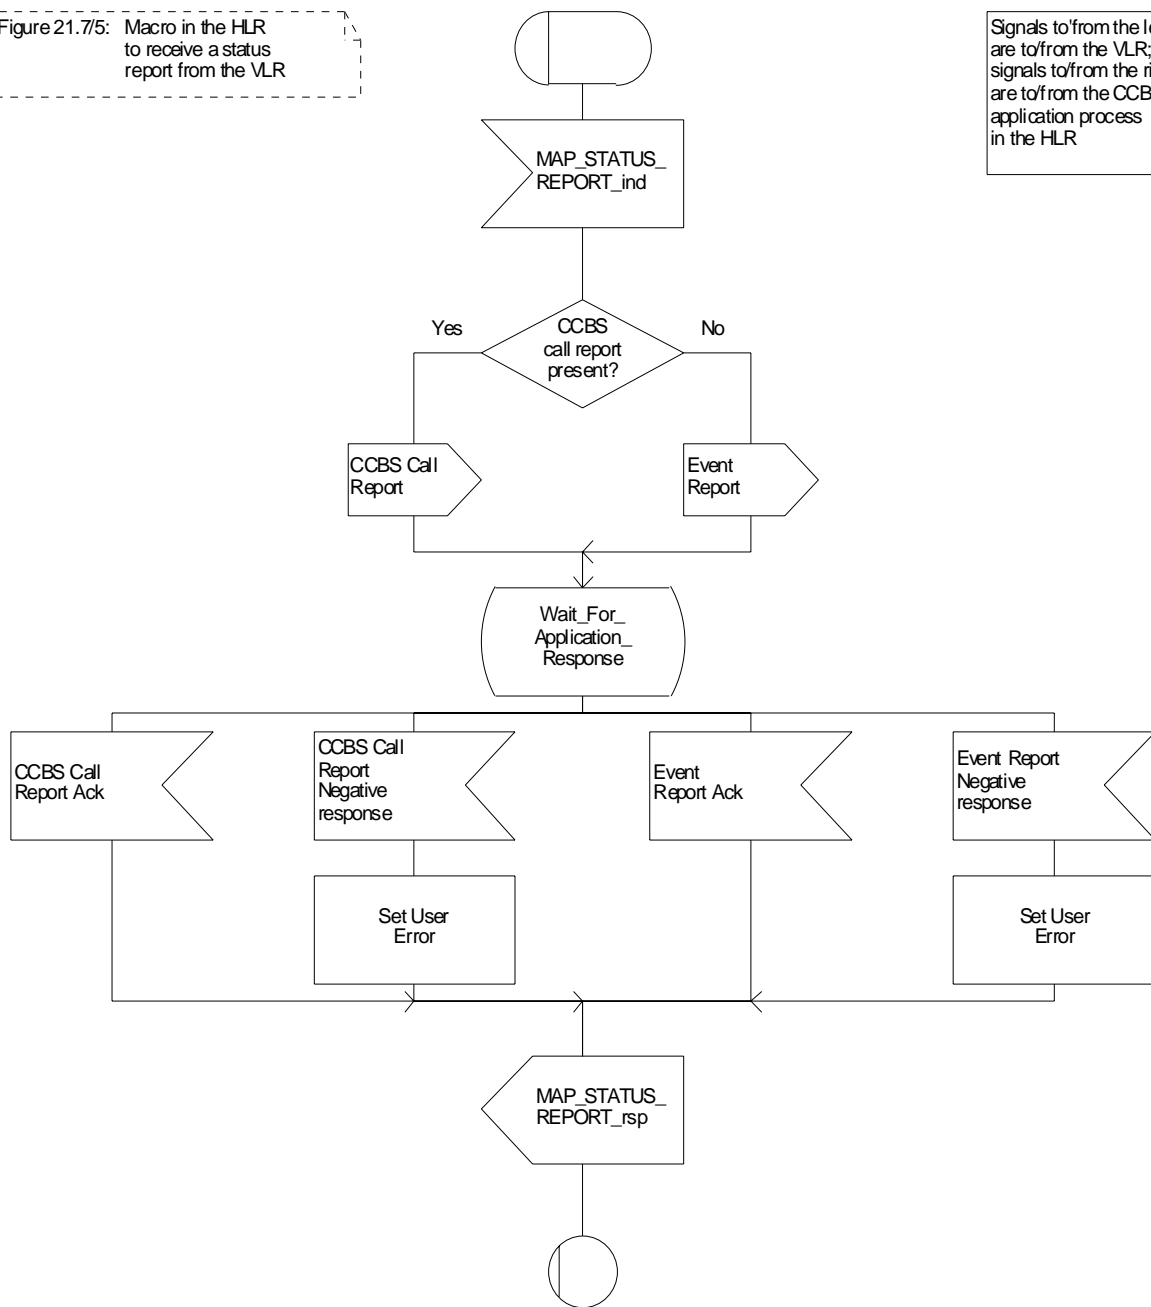 Figure 21.7/5: Macro in the HLR
to receive a status
report from the VLR
Signals to'from the le
are to/from the VLR;
signals to/from the ri
are to/from the CCB
application process
in the HLR
MAP_STATUS_
REPORT_ind
Yes
CCBS
call report
present?
No
CCBS Call
Report
Event
Report
Wait_For_
Application_
Response
CCBS Call
Report Ack
CCBS Call
Report
Negative
response
Event
Report Ack
Event Report
Negative
response
Set User
Error
Set User
Error
MAP_STATUS_
REPORT_rsp